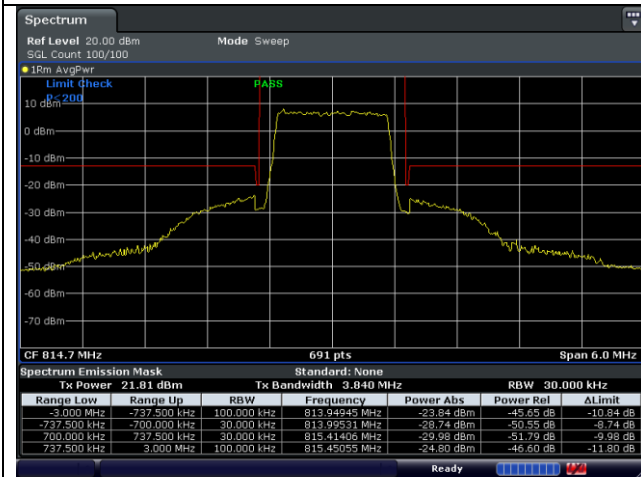 Spectrum
Ref Level 20.00 dBm Mode Sweep
SGL Count 100/100
1Rm AvgPwr
Limit Check PASS
P<200
10 dBm
0 dBm
-10 dBm
-20 dBm
-30 dBm
-40 dBm
-50 dBm
-60 dBm
-70 dBm
CF 814.7 MHz 691 pts Span 6.0 MHz
Spectrum Emission Mask Standard: None
Tx Power 21.81 dBm Tx Bandwidth 3.840 MHz RBW 30.000 kHz
Range Low Range Up RBW Frequency Power Abs Power Rel ΔLimit
-3.000 MHz -737.500 kHz 100.000 kHz 813.94945 MHz -23.84 dBm -45.65 dB -10.84 dB
-737.500 kHz -700.000 kHz 30.000 kHz 813.99531 MHz -28.74 dBm -50.55 dB -8.74 dB
700.000 kHz 737.500 kHz 30.000 kHz 815.41406 MHz -29.98 dBm -51.79 dB -9.98 dB
737.500 kHz 3.000 MHz 100.000 kHz 815.45055 MHz -24.80 dBm -46.60 dB -11.80 dB
Ready